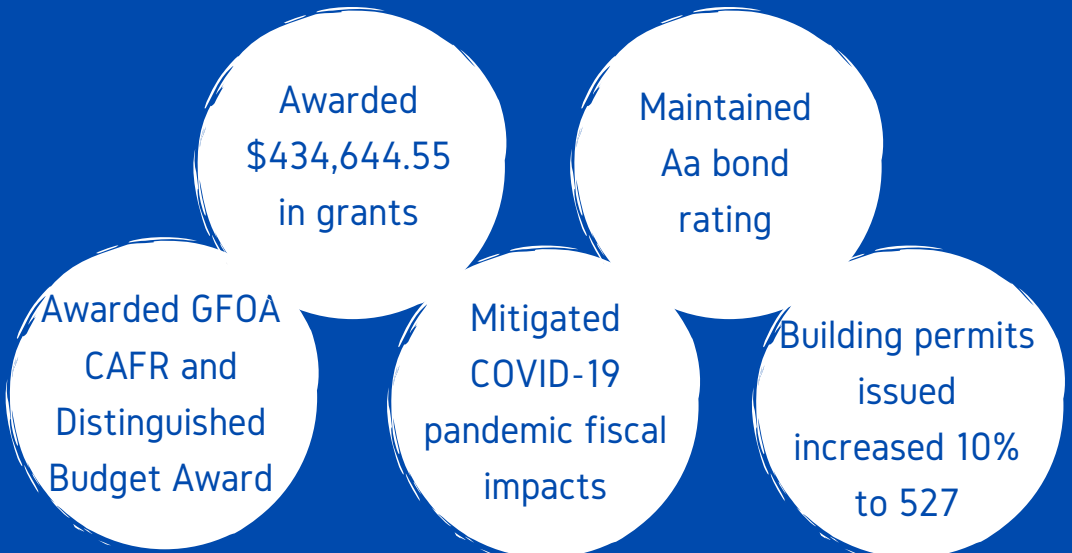 Awarded
$434,644.55
in grants
Maintained
Aa bond
rating
Awarded GFOA
CAFR and
Distinguished
Budget Award
Mitigated
COVID-19
pandemic fiscal
impacts
Building permits
issued
increased 10%
to 527